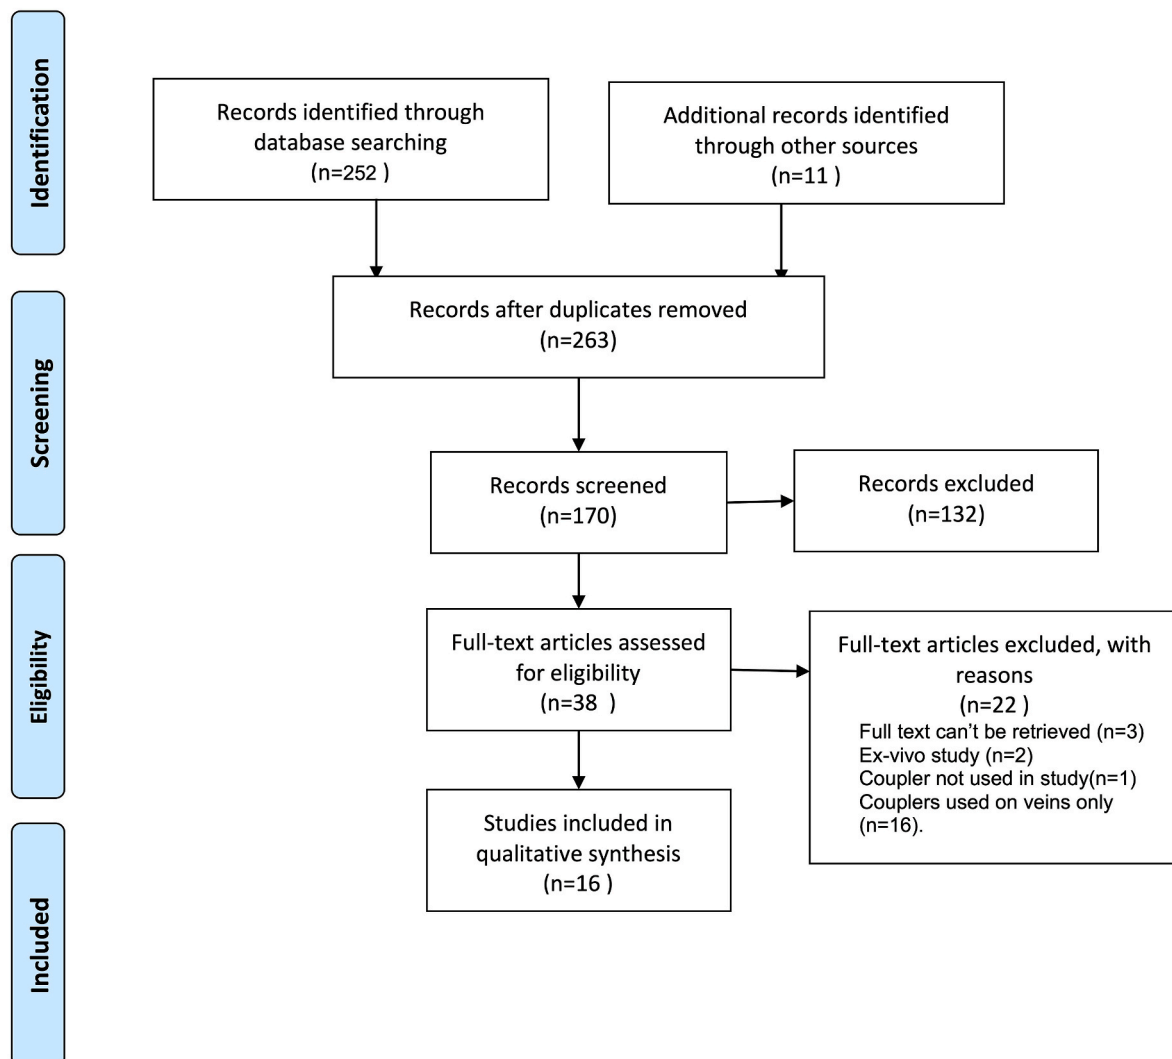 Identification
Records identified through
database searching
(n=252 )
Additional records identified
through other sources
(n=11 )
Records after duplicates removed
(n=263)
Screening
Records screened
(n=170)
Records excluded
(n=132)
Eligibility
Full-text articles assessed
for eligibility
(n=38 )
Full-text articles excluded, with
reasons
(n=22 )
Full text can’t be retrieved (n=3)
Ex-vivo study (n=2)
Coupler not used in study(n=1)
Couplers used on veins only
(n=16).
Included
Studies included in
qualitative synthesis
(n=16 )